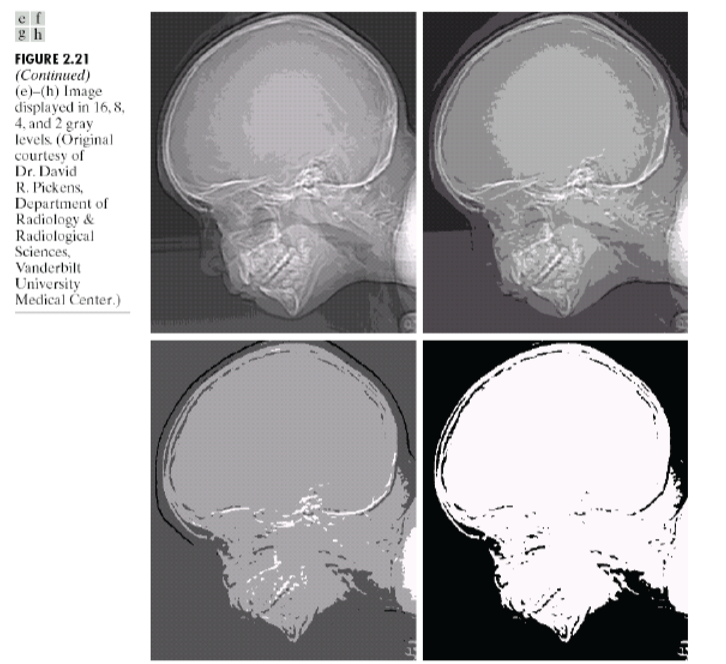 e f
g h
FIGURE 2.21
(Continued)
(e)–(h) Image
displayed in 16, 8,
4, and 2 gray
levels. (Original
courtesy of
Dr. David
R. Pickens,
Department of
Radiology &
Radiological
Sciences,
Vanderbilt
University
Medical Center.)